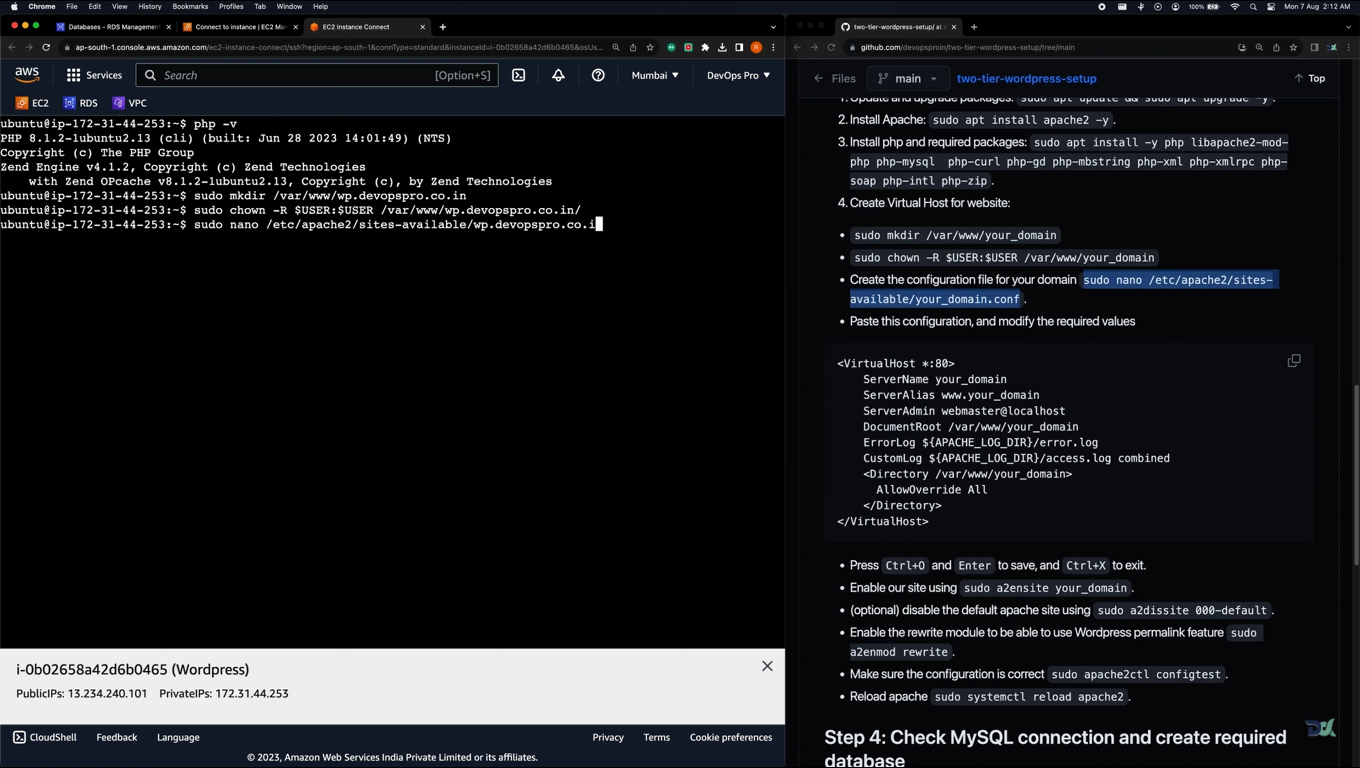 Chrome File Edit View History Bookmarks Profiles Tab Window Help 100% Mon 7 Aug 2:12 AM
Databases - RDS Management
Connect to instance | EC2 Man
EC2 Instance Connect
ap-south-1.console.aws.amazon.com/ec2-instance-connect/ssh?region=ap-south-1&connType=standard&instanceId=i-0b02658a42d6b0465&osUs...
aws Services Search [Option+S] Mumbai DevOps Pro
EC2 RDS VPC
ubuntu@ip-172-31-44-253:~$ php -v
PHP 8.1.2-1ubuntu2.13 (cli) (built: Jun 28 2023 14:01:49) (NTS)
Copyright (c) The PHP Group
Zend Engine v4.1.2, Copyright (c) Zend Technologies
with Zend OPcache v8.1.2-1ubuntu2.13, Copyright (c), by Zend Technologies
ubuntu@ip-172-31-44-253:~$ sudo mkdir /var/www/wp.devopspro.co.in
ubuntu@ip-172-31-44-253:~$ sudo chown -R $USER:$USER /var/www/wp.devopspro.co.in/
ubuntu@ip-172-31-44-253:~$ sudo nano /etc/apache2/sites-available/wp.devopspro.co.i
i-0b02658a42d6b0465 (Wordpress)
PublicIPs: 13.234.240.101 PrivateIPs: 172.31.44.253
CloudShell Feedback Language Privacy Terms Cookie preferences
© 2023, Amazon Web Services India Private Limited or its affiliates.
two-tier-wordpress-setup/ at
github.com/devopsproin/two-tier-wordpress-setup/tree/main
Files main two-tier-wordpress-setup Top
1. Update and upgrade packages: sudo apt update && sudo apt upgrade -y.
2. Install Apache: sudo apt install apache2 -y.
3. Install php and required packages: sudo apt install -y php libapache2-mod-
php php-mysql php-curl php-gd php-mbstring php-xml php-xmlrpc php-
soap php-intl php-zip.
4. Create Virtual Host for website:
• sudo mkdir /var/www/your_domain
• sudo chown -R $USER:$USER /var/www/your_domain
• Create the configuration file for your domain sudo nano /etc/apache2/sites-
available/your_domain.conf.
• Paste this configuration, and modify the required values
<VirtualHost *:80>
ServerName your_domain
ServerAlias www.your_domain
ServerAdmin webmaster@localhost
DocumentRoot /var/www/your_domain
ErrorLog ${APACHE_LOG_DIR}/error.log
CustomLog ${APACHE_LOG_DIR}/access.log combined
<Directory /var/www/your_domain>
AllowOverride All
</Directory>
</VirtualHost>
• Press Ctrl+O and Enter to save, and Ctrl+X to exit.
• Enable our site using sudo a2ensite your_domain.
• (optional) disable the default apache site using sudo a2dissite 000-default.
• Enable the rewrite module to be able to use Wordpress permalink feature sudo
a2enmod rewrite.
• Make sure the configuration is correct sudo apache2ctl configtest.
• Reload apache sudo systemctl reload apache2.
Step 4: Check MySQL connection and create required
database